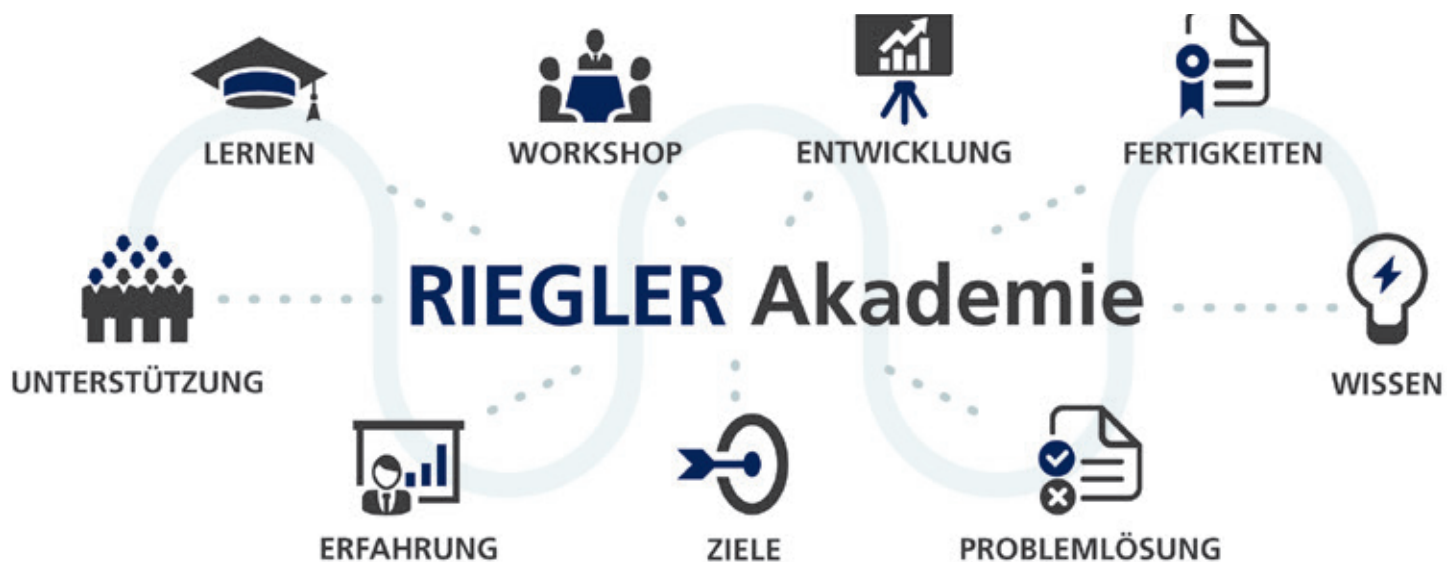 LERNEN
WORKSHOP
ENTWICKLUNG
FERTIGKEITEN
RIEGLER Akademie
UNTERSTÜTZUNG
WISSEN
ERFAHRUNG
ZIELE
PROBLEMLÖSUNG